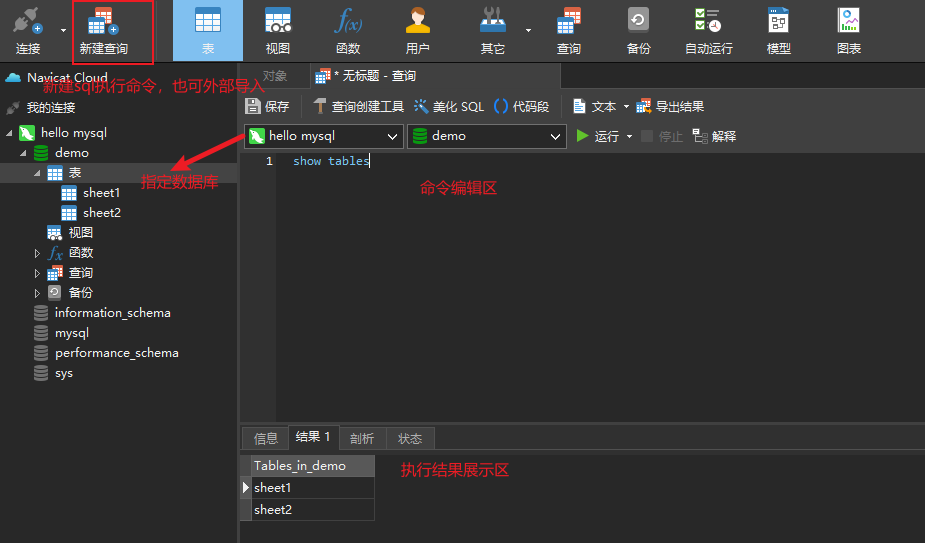 连接
新建查询
表
视图
函数
用户
其它
查询
备份
自动运行
模型
图表
Navicat Cloud
新建sql执行命令，也可外部导入
对象
* 无标题 - 查询
我的连接
保存
查询创建工具
美化 SQL
代码段
文本
导出结果
hello mysql
hello mysql
demo
运行
停止
解释
demo
1 show tables
表
指定数据库
命令编辑区
sheet1
sheet2
视图
函数
查询
备份
information_schema
mysql
performance_schema
sys
信息
结果 1
剖析
状态
Tables_in_demo
执行结果展示区
sheet1
sheet2